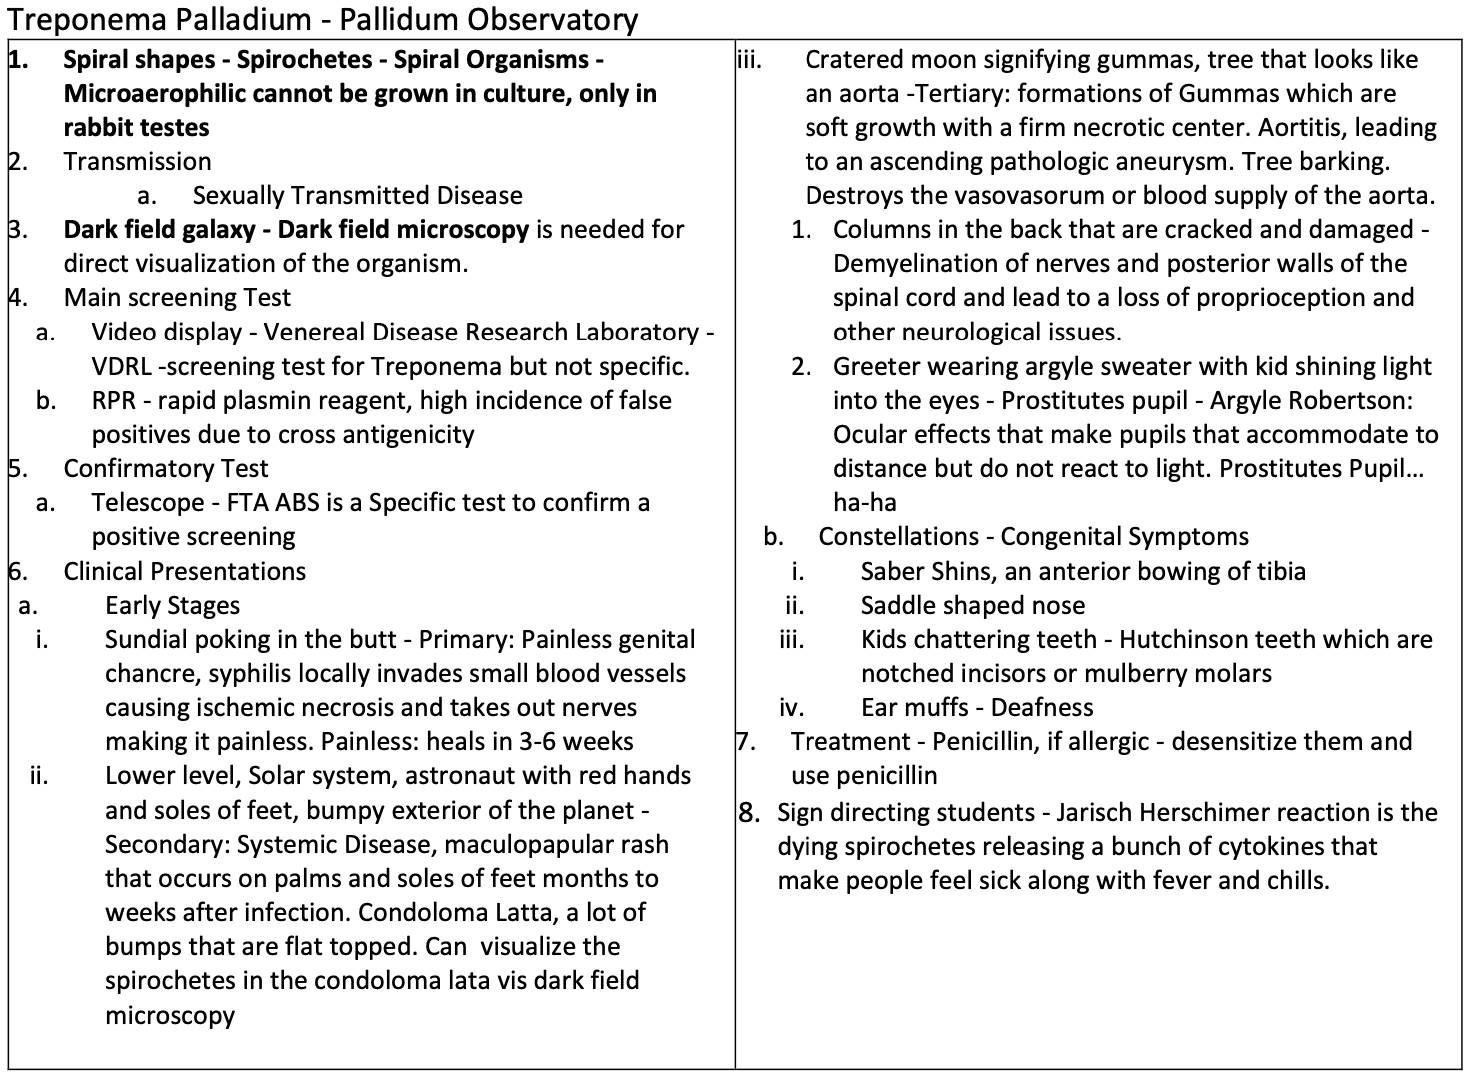 Treponema Palladium - Pallidum Observatory
1. Spiral shapes - Spirochetes - Spiral Organisms -
Microaerophilic cannot be grown in culture, only in
rabbit testes
2. Transmission
a. Sexually Transmitted Disease
3. Dark field galaxy - Dark field microscopy is needed for
direct visualization of the organism.
4. Main screening Test
a. Video display - Venereal Disease Research Laboratory -
VDRL -screening test for Treponema but not specific.
b. RPR - rapid plasmin reagent, high incidence of false
positives due to cross antigenicity
5. Confirmatory Test
a. Telescope - FTA ABS is a Specific test to confirm a
positive screening
6. Clinical Presentations
a. Early Stages
i. Sundial poking in the butt - Primary: Painless genital
chancre, syphilis locally invades small blood vessels
causing ischemic necrosis and takes out nerves
making it painless. Painless: heals in 3-6 weeks
ii. Lower level, Solar system, astronaut with red hands
and soles of feet, bumpy exterior of the planet -
Secondary: Systemic Disease, maculopapular rash
that occurs on palms and soles of feet months to
weeks after infection. Condoloma Latta, a lot of
bumps that are flat topped. Can  visualize the
spirochetes in the condoloma lata vis dark field
microscopy
iii. Cratered moon signifying gummas, tree that looks like
an aorta -Tertiary: formations of Gummas which are
soft growth with a firm necrotic center. Aortitis, leading
to an ascending pathologic aneurysm. Tree barking.
Destroys the vasovasorum or blood supply of the aorta.
1. Columns in the back that are cracked and damaged -
Demyelination of nerves and posterior walls of the
spinal cord and lead to a loss of proprioception and
other neurological issues.
2. Greeter wearing argyle sweater with kid shining light
into the eyes - Prostitutes pupil - Argyle Robertson:
Ocular effects that make pupils that accommodate to
distance but do not react to light. Prostitutes Pupil...
ha-ha
b. Constellations - Congenital Symptoms
i. Saber Shins, an anterior bowing of tibia
ii. Saddle shaped nose
iii. Kids chattering teeth - Hutchinson teeth which are
notched incisors or mulberry molars
iv. Ear muffs - Deafness
7. Treatment - Penicillin, if allergic - desensitize them and
use penicillin
8. Sign directing students - Jarisch Herschimer reaction is the
dying spirochetes releasing a bunch of cytokines that
make people feel sick along with fever and chills.